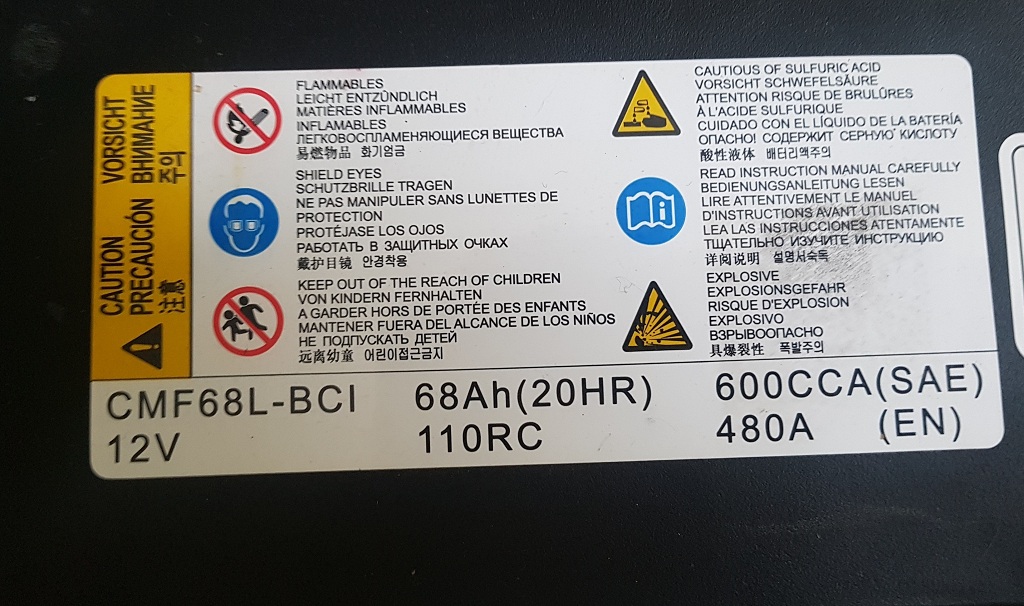 CAUTION VORSICHT
PRECAUCIÓN ВНИМАНИЕ
注意 주의
FLAMMABLES
LEICHT ENTZÜNDLICH
MATIÈRES INFLAMMABLES
INFLAMABLES
ЛЕГКОВОСПЛАМЕНЯЮЩИЕСЯ ВЕЩЕСТВА
易燃物品 화기엄금
SHIELD EYES
SCHUTZBRILLE TRAGEN
NE PAS MANIPULER SANS LUNETTES DE
PROTECTION
PROTÉJASE LOS OJOS
РАБОТАТЬ В ЗАЩИТНЫХ ОЧКАХ
戴护目镜 안경착용
KEEP OUT OF THE REACH OF CHILDREN
VON KINDERN FERNHALTEN
A GARDER HORS DE PORTÉE DES ENFANTS
MANTENER FUERA DEL ALCANCE DE LOS NIÑOS
НЕ ПОДПУСКАТЬ ДЕТЕЙ
远离幼童 어린이접근금지
CAUTIOUS OF SULFURIC ACID
VORSICHT SCHWEFELSÄURE
ATTENTION RISQUE DE BRULÛRES
À L'ACIDE SULFURIQUE
CUIDADO CON EL LÍQUIDO DE LA BATERÍA
ОПАСНО! СОДЕРЖИТ СЕРНУЮ КИСЛОТУ
酸性液体 배터리액주의
READ INSTRUCTION MANUAL CAREFULLY
BEDIENUNGSANLEITUNG LESEN
LIRE ATTENTIVEMENT LE MANUEL
D'INSTRUCTIONS AVANT UTILISATION
LEA LAS INSTRUCCIONES ATENTAMENTE
ТЩАТЕЛЬНО ИЗУЧИТЕ ИНСТРУКЦИЮ
详阅说明 설명서숙독
EXPLOSIVE
EXPLOSIONSGEFAHR
RISQUE D'EXPLOSION
EXPLOSIVO
ВЗРЫВООПАСНО
具爆裂性 폭발주의
CMF68L-BCI 68Ah(20HR) 600CCA(SAE)
12V 110RC 480A (EN)